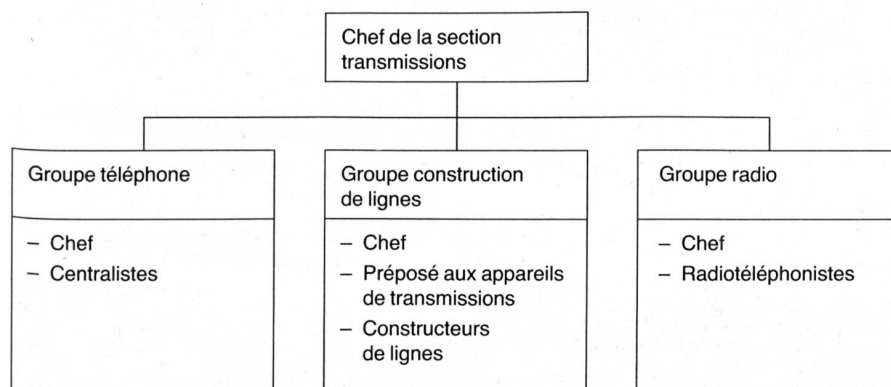 Chef de la section
transmissions
Groupe téléphone
– Chef
– Centralistes
Groupe construction
de lignes
– Chef
– Préposé aux appareils
de transmissions
– Constructeurs
de lignes
Groupe radio
– Chef
– Radiotéléphonistes